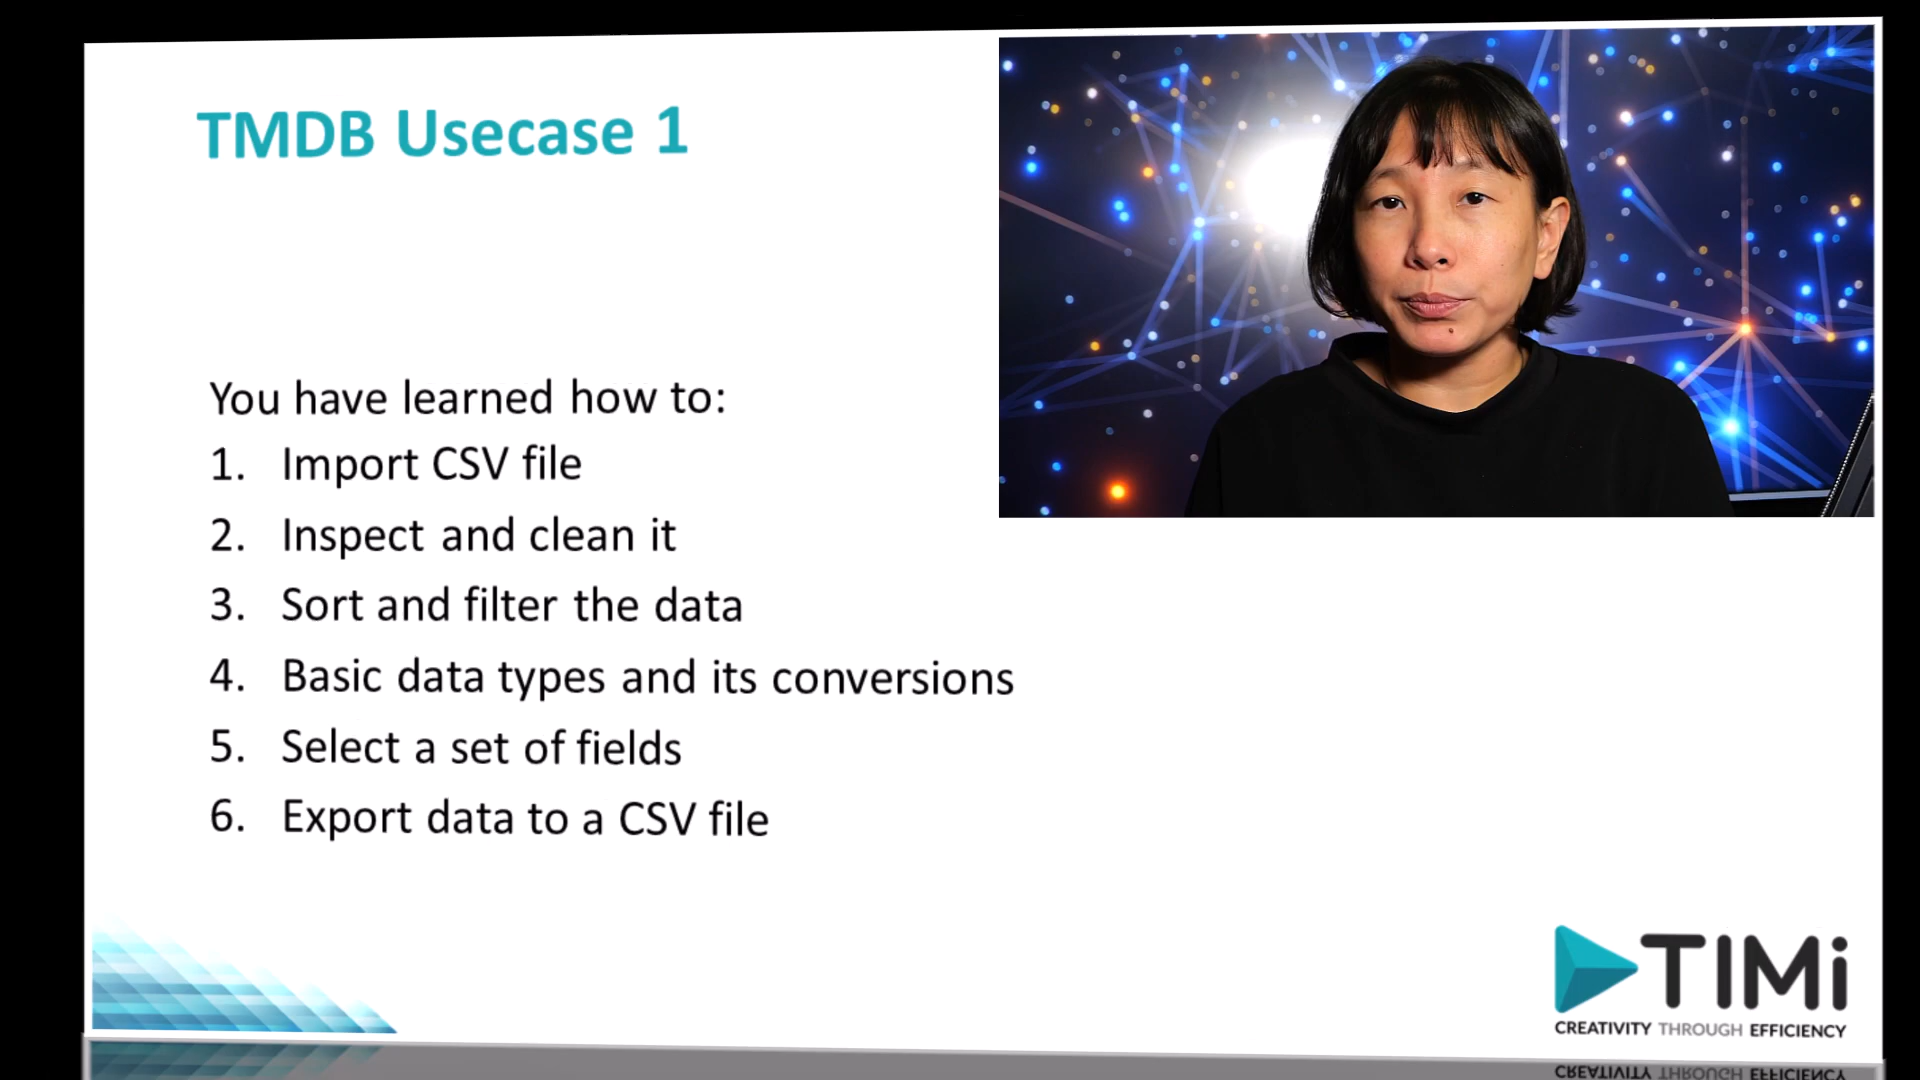 TMDB Usecase 1
You have learned how to:
1. Import CSV file
2. Inspect and clean it
3. Sort and filter the data
4. Basic data types and its conversions
5. Select a set of fields
6. Export data to a CSV file
TIMi
CREATIVITY THROUGH EFFICIENCY